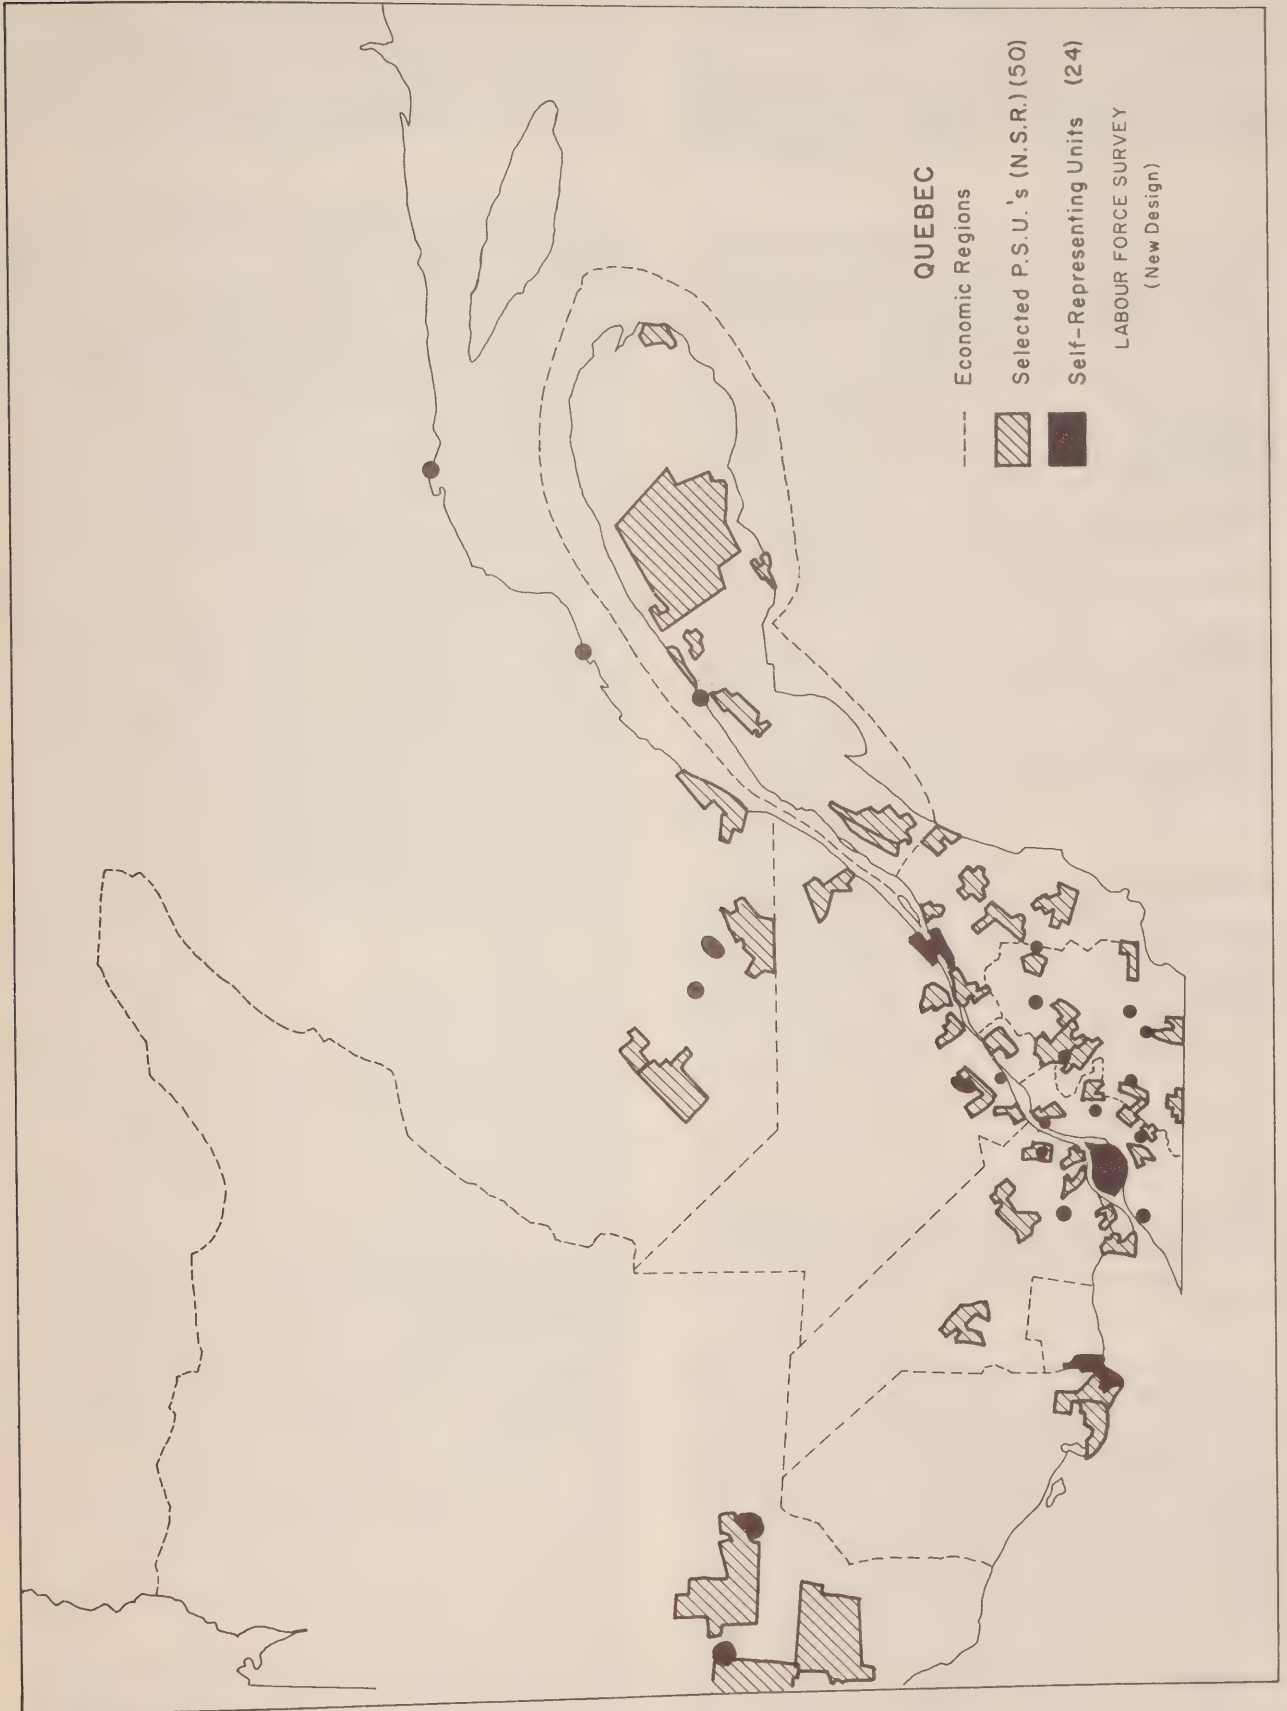 QUEBEC
Economic Regions
Selected P.S.U.'s (N.S.R.) (50)
Self-Representing Units (24)
LABOUR FORCE SURVEY
(New Design)